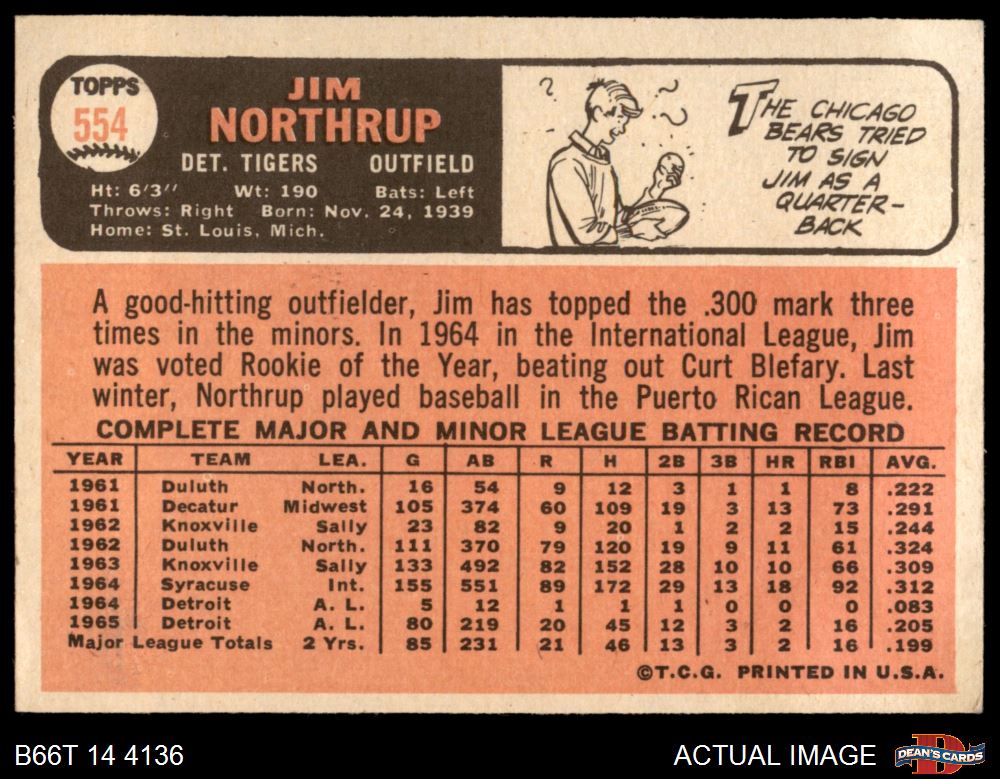 TOPPS
554
JIM
NORTHRUP
DET. TIGERS OUTFIELD
Ht: 6'3" Wt: 190 Bats: Left
Throws: Right Born: Nov. 24, 1939
Home: St. Louis, Mich.
? ? ?
THE CHICAGO
BEARS TRIED
TO SIGN
JIM AS A
QUARTER-
BACK
A good-hitting outfielder, Jim has topped the .300 mark three
times in the minors. In 1964 in the International League, Jim
was voted Rookie of the Year, beating out Curt Blefary. Last
winter, Northrup played baseball in the Puerto Rican League.
COMPLETE MAJOR AND MINOR LEAGUE BATTING RECORD
YEAR TEAM LEA. G AB R H 2B 3B HR RBI AVG.
1961 Duluth North. 16 54 9 12 3 1 1 8 .222
1961 Decatur Midwest 105 374 60 109 19 3 13 73 .291
1962 Knoxville Sally 23 82 9 20 1 2 2 15 .244
1962 Duluth North. 111 370 79 120 19 9 11 61 .324
1963 Knoxville Sally 133 492 82 152 28 10 10 66 .309
1964 Syracuse Int. 155 551 89 172 29 13 18 92 .312
1964 Detroit A. L. 5 12 1 1 1 0 0 0 .083
1965 Detroit A. L. 80 219 20 45 12 3 2 16 .205
Major League Totals 2 Yrs. 85 231 21 46 13 3 2 16 .199
©T.C.G. PRINTED IN U.S.A.
B66T 14 4136
ACTUAL IMAGE
DEAN'S CARDS